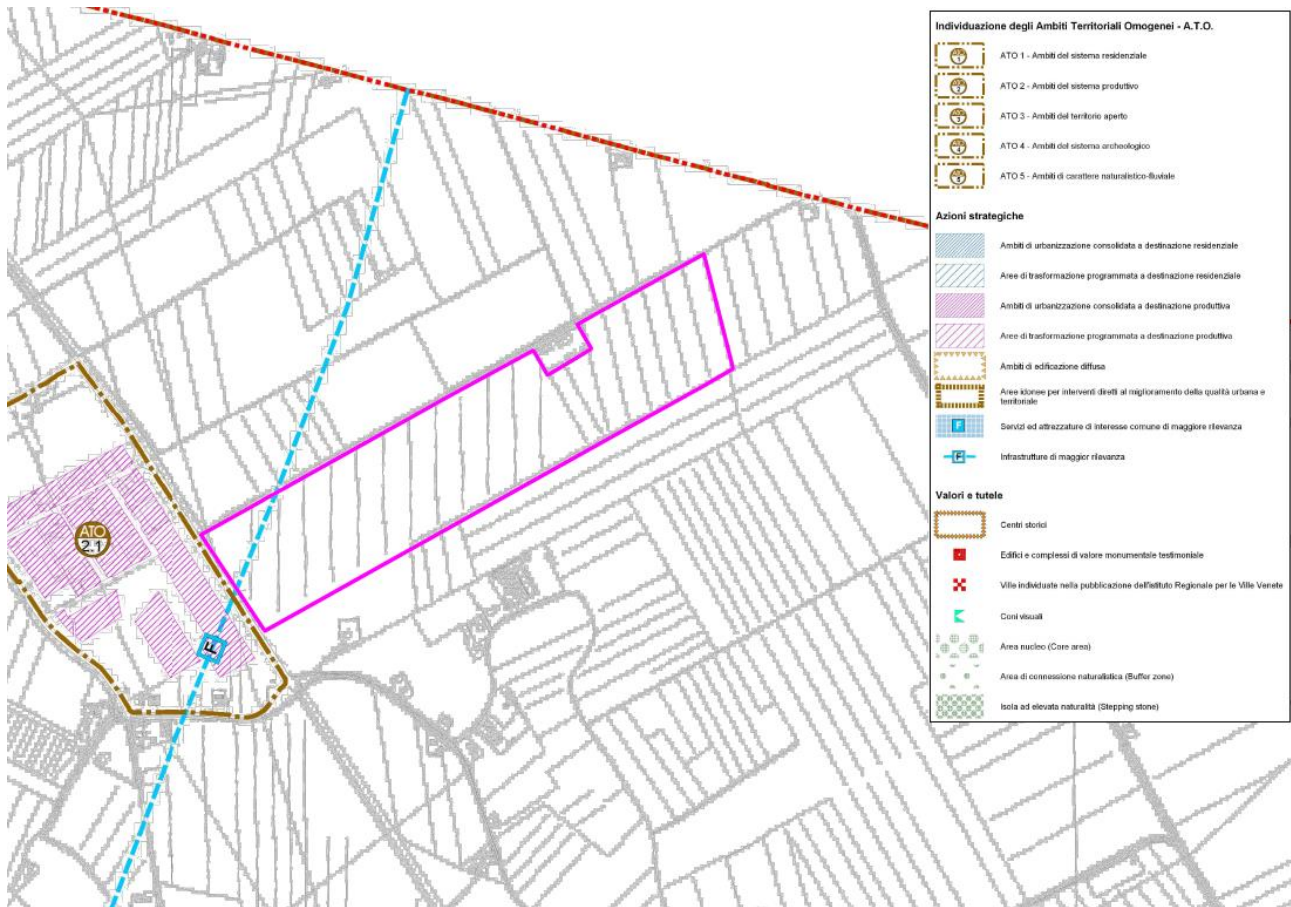 Individuazione degli Ambiti Territoriali Omogenei - A.T.O.
ATO 1 - Ambiti del sistema residenziale
ATO 2 - Ambiti del sistema produttivo
ATO 3 - Ambiti del territorio aperto
ATO 4 - Ambiti del sistema archeologico
ATO 5 - Ambiti di carattere naturalistico-fluviale
Azioni strategiche
Ambiti di urbanizzazione consolidata a destinazione residenziale
Aree di trasformazione programmata a destinazione residenziale
Ambiti di urbanizzazione consolidata a destinazione produttiva
Aree di trasformazione programmata a destinazione produttiva
Ambiti di edificazione diffusa
Aree idonee per interventi diretti al miglioramento della qualità urbana e
territoriale
F Servizi ed attrezzature di interesse comune di maggiore rilevanza
F Infrastrutture di maggior rilevanza
Valori e tutele
Centri storici
Edifici e complessi di valore monumentale testimoniale
Ville individuate nella pubblicazione dell'Istituto Regionale per le Ville Venete
Coni visuali
Area nucleo (Core area)
Area di connessione naturalistica (Buffer zone)
Isola ad elevata naturalità (Stepping stone)
ATO
2.1
F